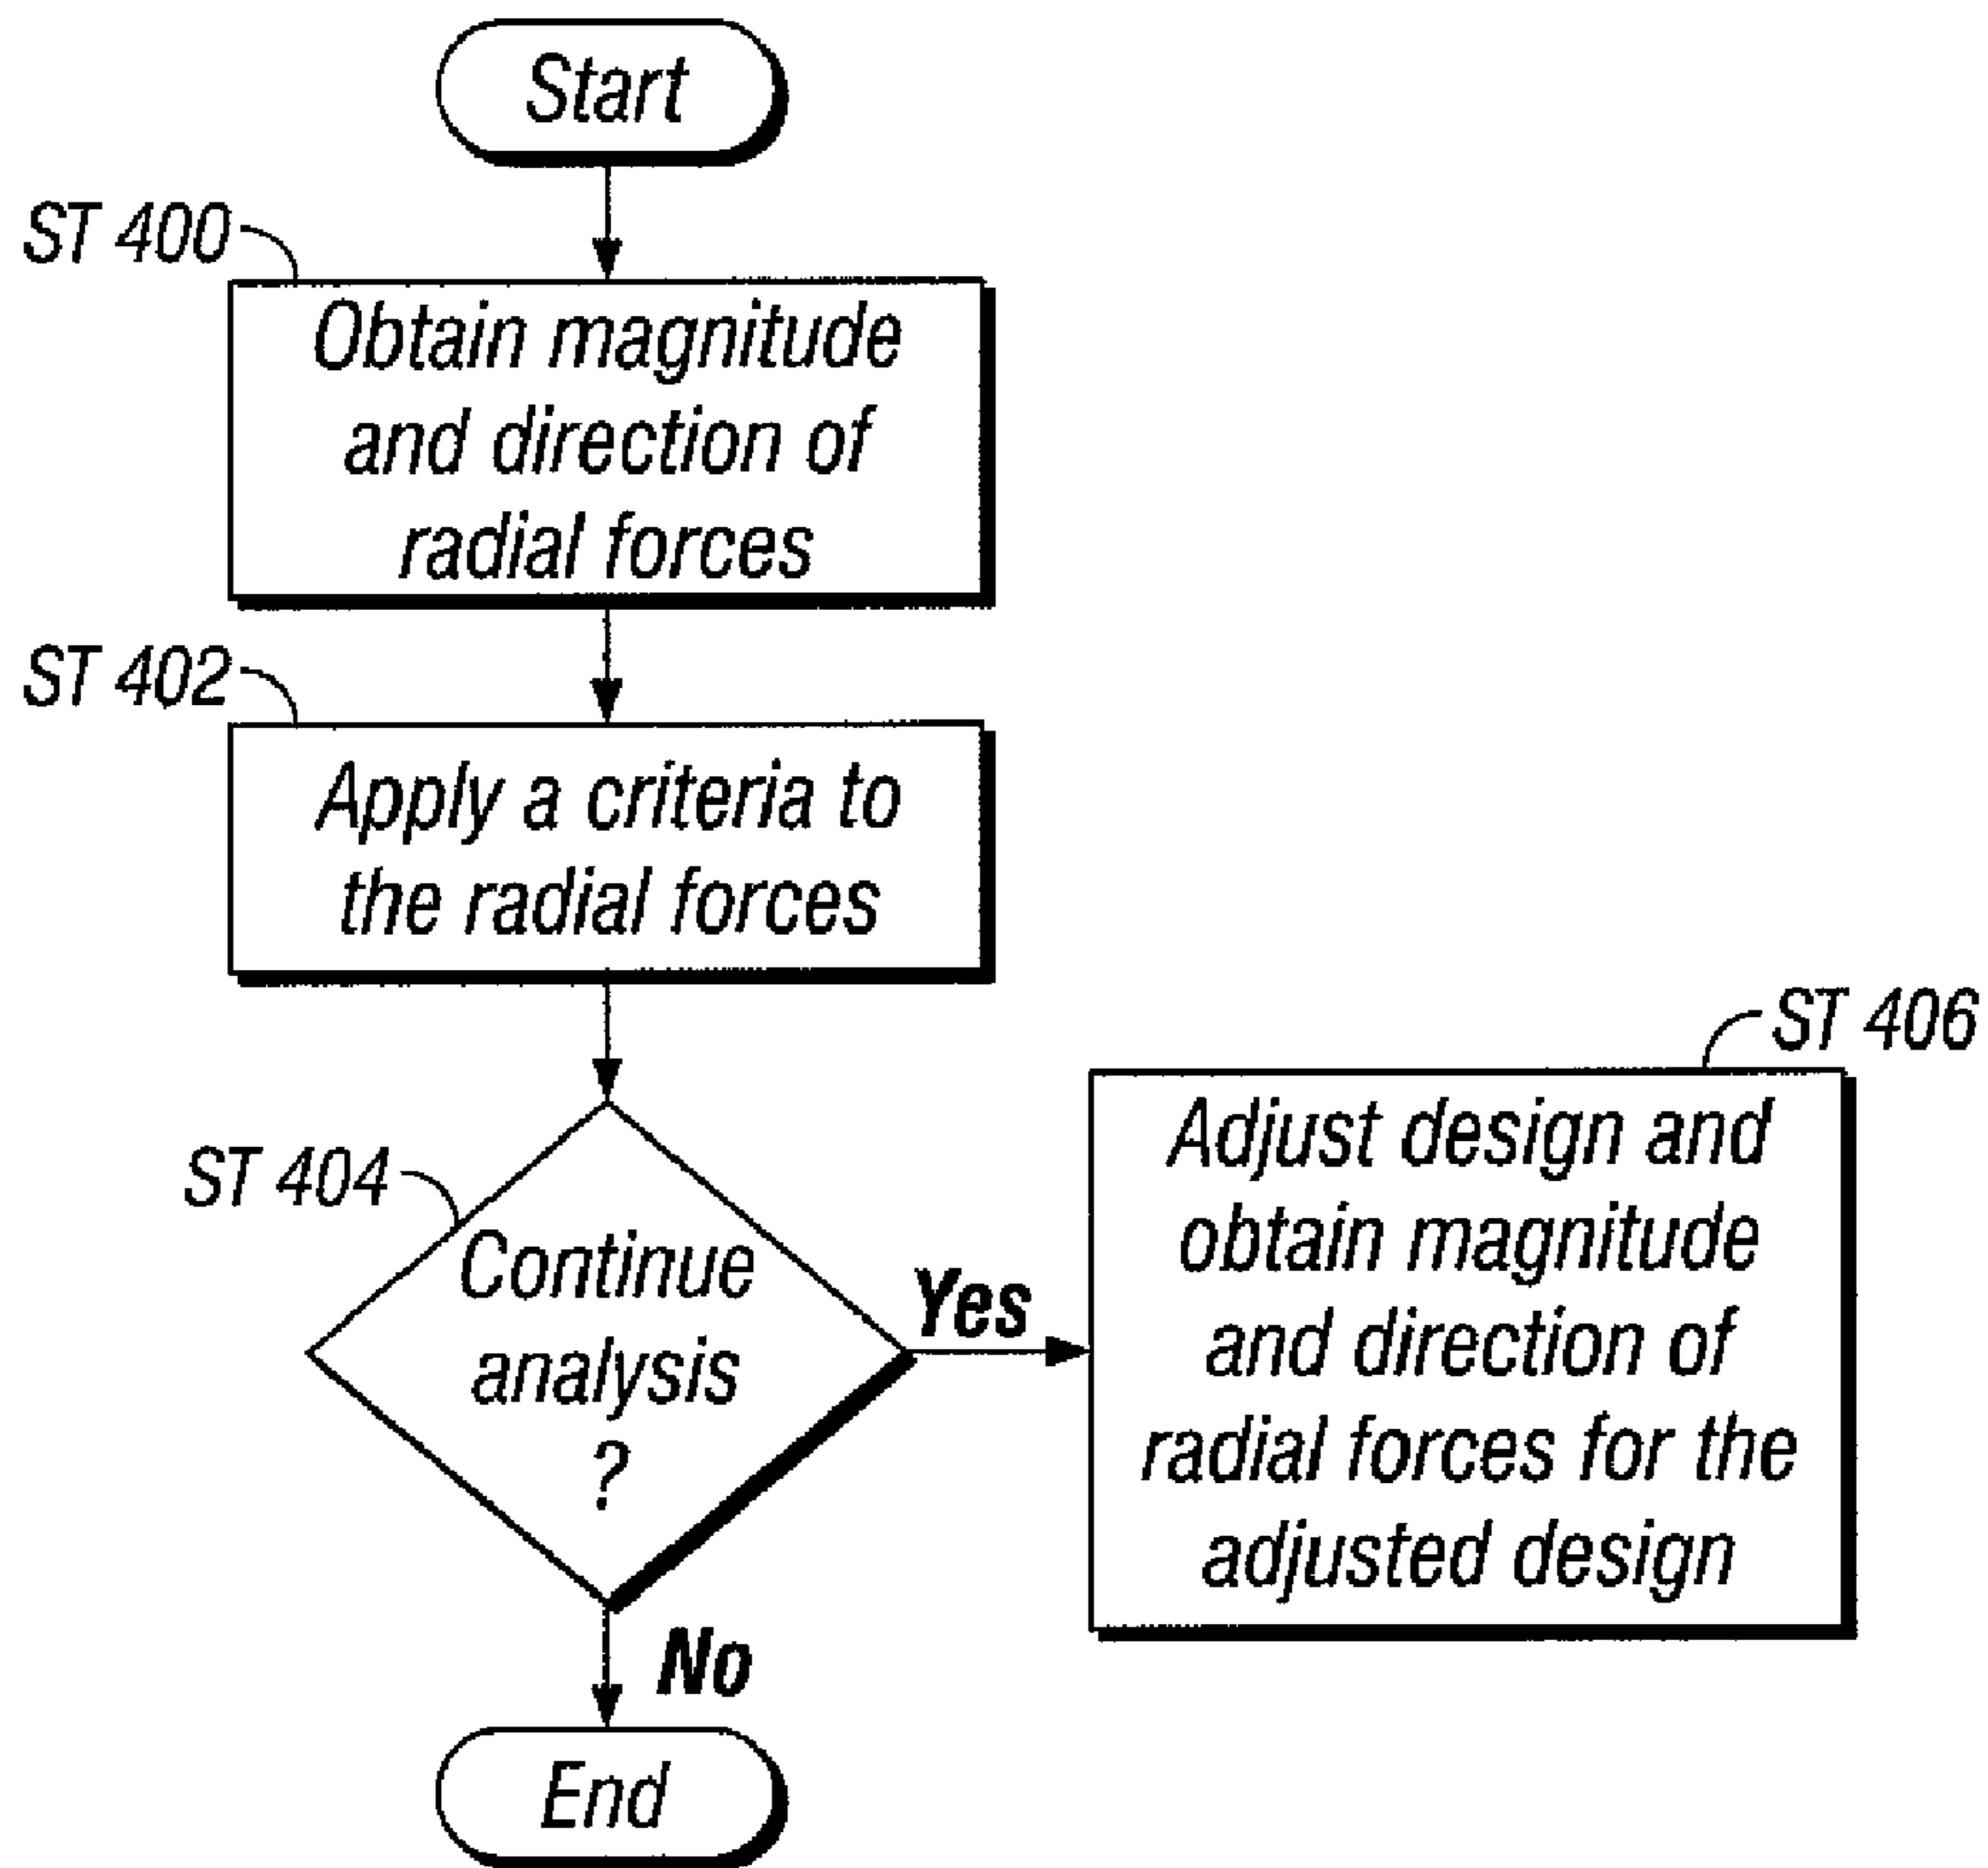 Start
ST 400
Obtain magnitude
and direction of
radial forces
ST 402
Apply a criteria to
the radial forces
ST 404
Continue
analysis
?
Yes
ST 406
Adjust design and
obtain magnitude
and direction of
radial forces for the
adjusted design
No
End